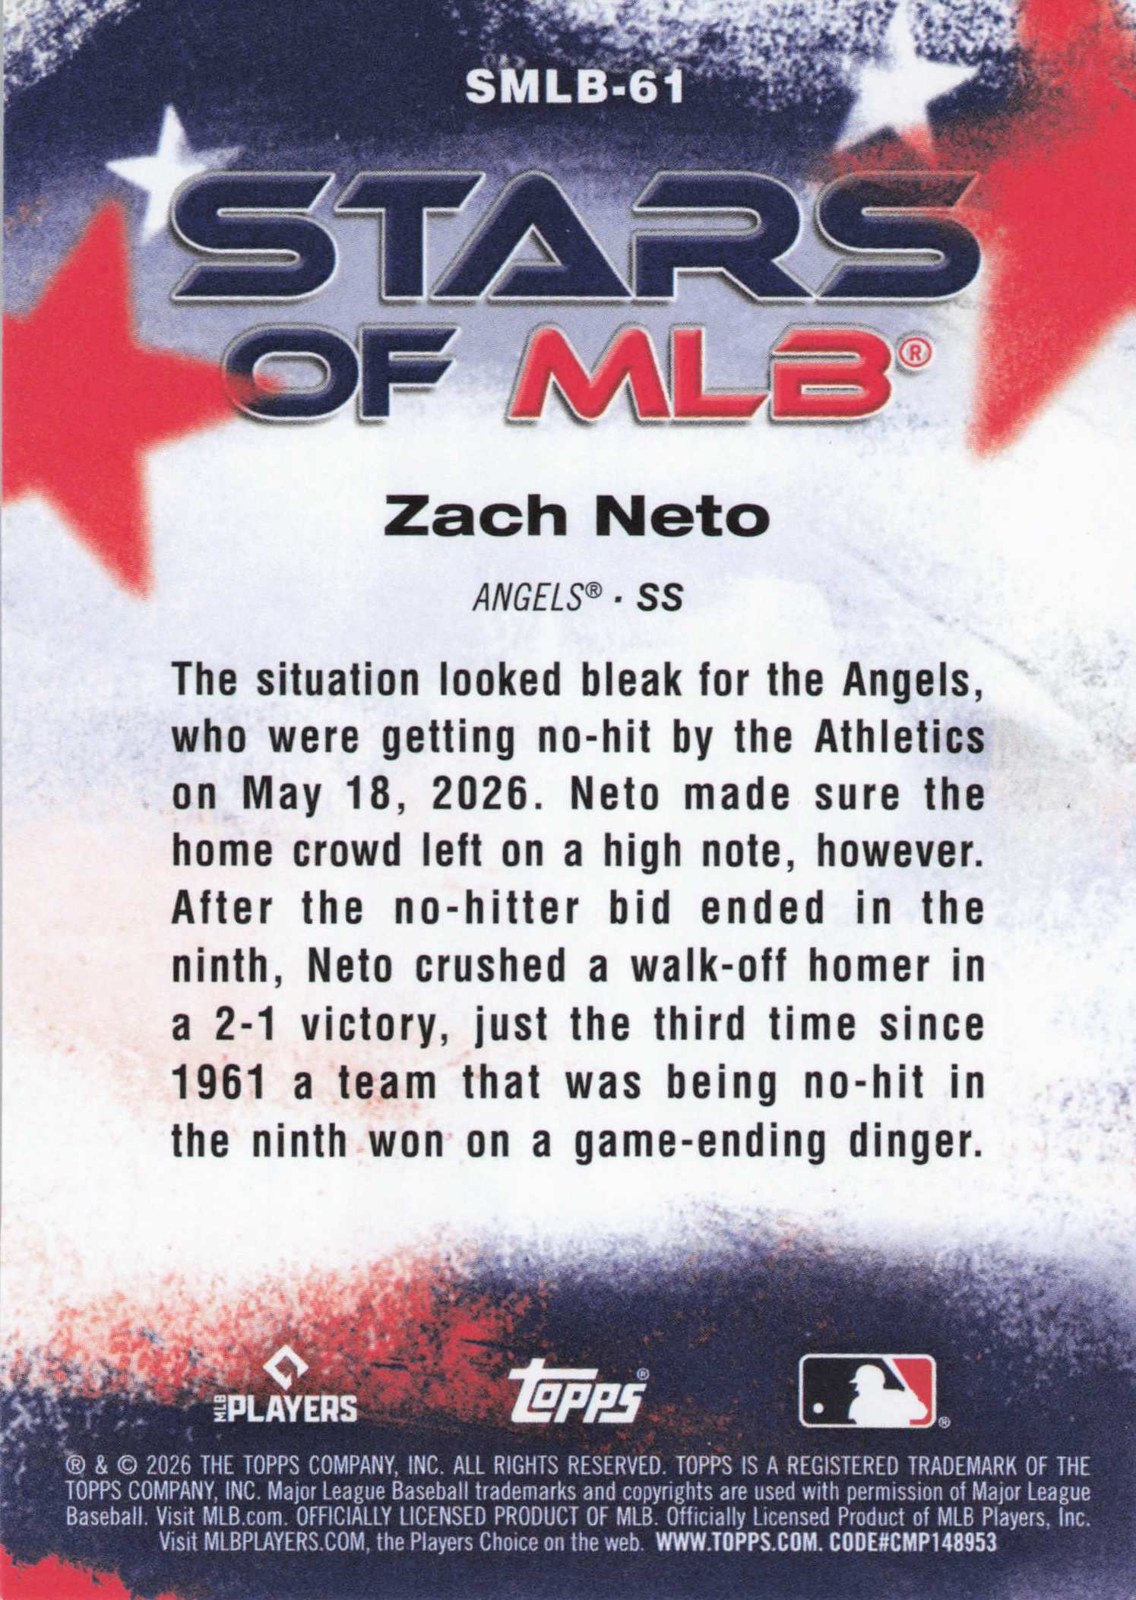 SMLB-61
STARS
OF MLB®
Zach Neto
ANGELS® · SS
The situation looked bleak for the Angels,
who were getting no-hit by the Athletics
on May 18, 2026. Neto made sure the
home crowd left on a high note, however.
After the no-hitter bid ended in the
ninth, Neto crushed a walk-off homer in
a 2-1 victory, just the third time since
1961 a team that was being no-hit in
the ninth won on a game-ending dinger.
MLB PLAYERS
Topps®
®
® & © 2026 THE TOPPS COMPANY, INC. ALL RIGHTS RESERVED. TOPPS IS A REGISTERED TRADEMARK OF THE
TOPPS COMPANY, INC. Major League Baseball trademarks and copyrights are used with permission of Major League
Baseball. Visit MLB.com. OFFICIALLY LICENSED PRODUCT OF MLB. Officially Licensed Product of MLB Players, Inc.
Visit MLBPLAYERS.COM, the Players Choice on the web. WWW.TOPPS.COM. CODE#CMP148953